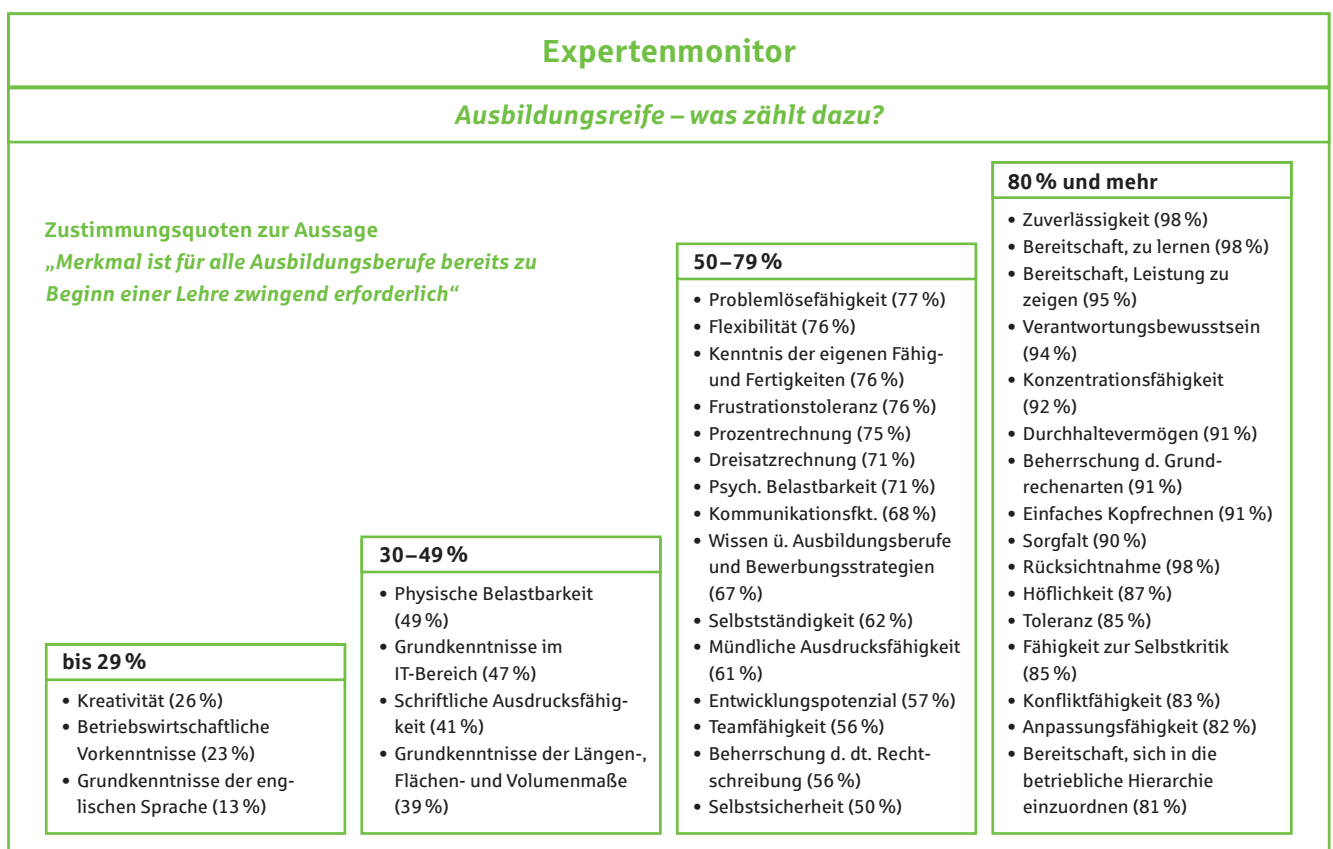 Expertenmonitor
Ausbildungsreife – was zählt dazu?
Zustimmungsquoten zur Aussage
„Merkmal ist für alle Ausbildungsberufe bereits zu
Beginn einer Lehre zwingend erforderlich“
bis 29 %
• Kreativität (26 %)
• Betriebswirtschaftliche
Vorkenntnisse (23 %)
• Grundkenntnisse der eng-
lischen Sprache (13 %)
30–49 %
• Physische Belastbarkeit
(49 %)
• Grundkenntnisse im
IT-Bereich (47 %)
• Schriftliche Ausdrucksfähig-
keit (41 %)
• Grundkenntnisse der Längen-,
Flächen- und Volumenmaße
(39 %)
50–79 %
• Problemlösefähigkeit (77 %)
• Flexibilität (76 %)
• Kenntnis der eigenen Fähig-
und Fertigkeiten (76 %)
• Frustrationstoleranz (76 %)
• Prozentrechnung (75 %)
• Dreisatzrechnung (71 %)
• Psych. Belastbarkeit (71 %)
• Kommunikationsfkt. (68 %)
• Wissen ü. Ausbildungsberufe
und Bewerbungsstrategien
(67 %)
• Selbstständigkeit (62 %)
• Mündliche Ausdrucksfähigkeit
(61 %)
• Entwicklungspotenzial (57 %)
• Teamfähigkeit (56 %)
• Beherrschung d. dt. Recht-
schreibung (56 %)
• Selbstsicherheit (50 %)
80 % und mehr
• Zuverlässigkeit (98 %)
• Bereitschaft, zu lernen (98 %)
• Bereitschaft, Leistung zu
zeigen (95 %)
• Verantwortungsbewusstsein
(94 %)
• Konzentrationsfähigkeit
(92 %)
• Durchhaltevermögen (91 %)
• Beherrschung d. Grund-
rechenarten (91 %)
• Einfaches Kopfrechnen (91 %)
• Sorgfalt (90 %)
• Rücksichtnahme (98 %)
• Höflichkeit (87 %)
• Toleranz (85 %)
• Fähigkeit zur Selbstkritik
(85 %)
• Konfliktfähigkeit (83 %)
• Anpassungsfähigkeit (82 %)
• Bereitschaft, sich in die
betriebliche Hierarchie
einzuordnen (81 %)